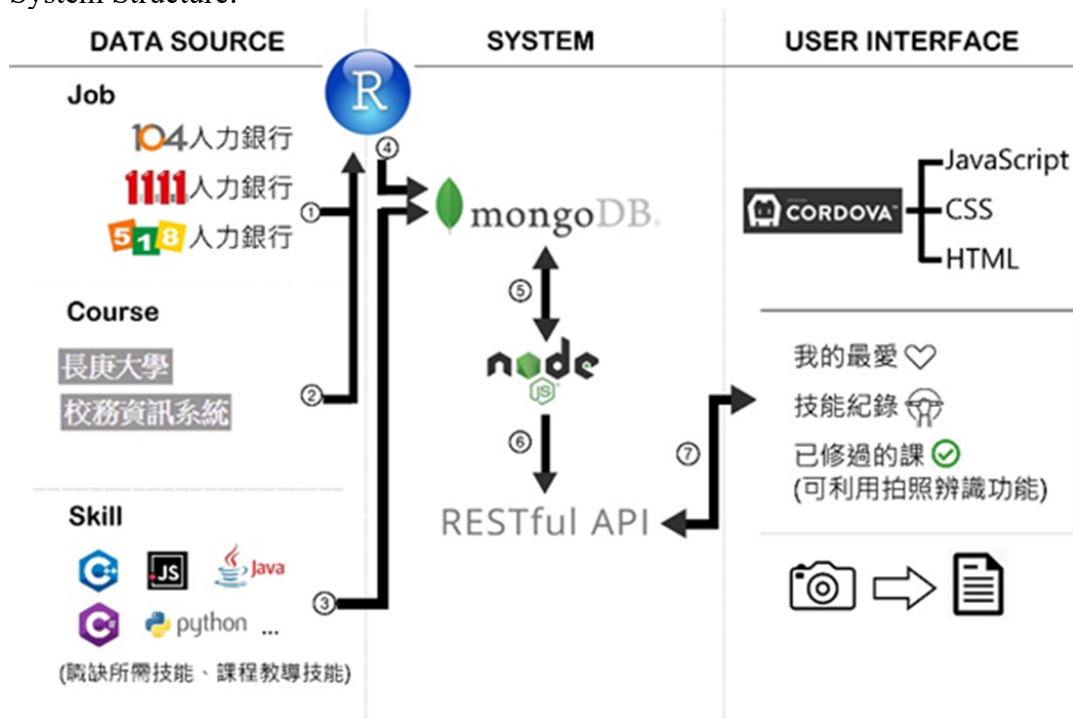 System Structure:
DATA SOURCE
SYSTEM
USER INTERFACE
R
Job
104人力銀行
1111人力銀行
518人力銀行
①
④
mongoDB®
CORDOVA™
JavaScript
CSS
HTML
Course
長庚大學
校務資訊系統
②
⑤
node
JS
⑥
RESTful API
⑦
我的最愛
技能紀錄
已修過的課
(可利用拍照辨識功能)
Skill
C++
JS
Java
C#
python ...
③
(職缺所需技能、課程教導技能)